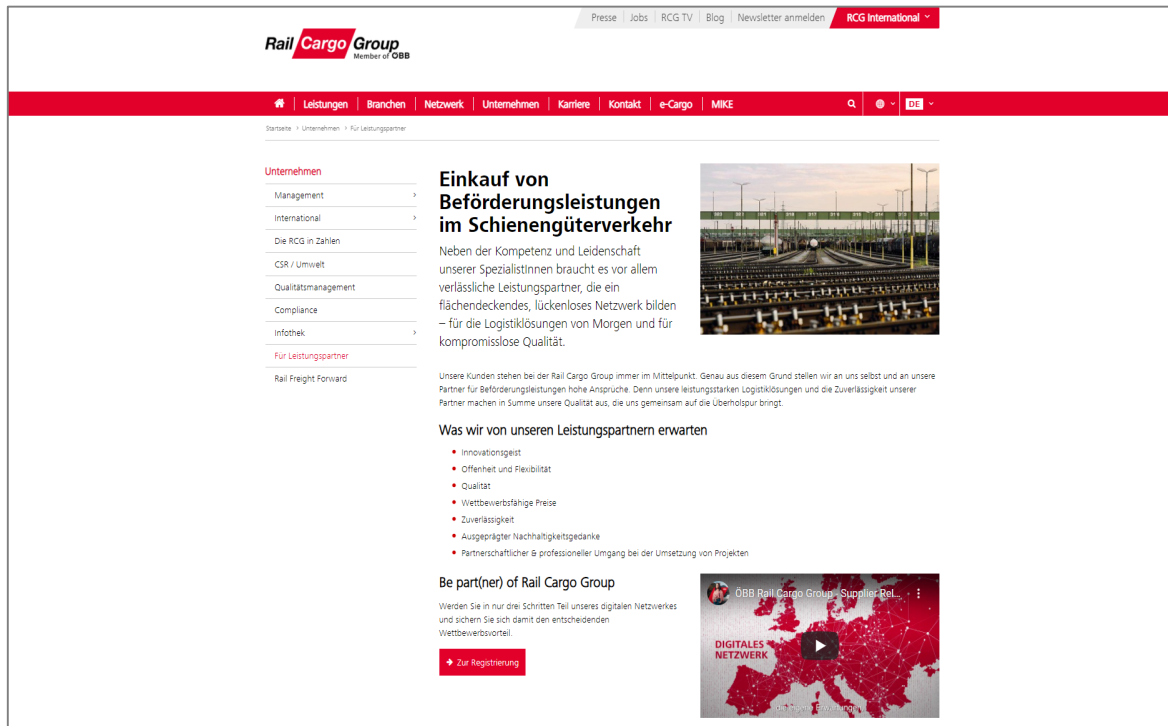 Presse Jobs RCG TV Blog Newsletter anmelden RCG International
Rail Cargo Group
Member of ÖBB
Leistungen Branchen Netzwerk Unternehmen Karriere Kontakt e-Cargo MIKE DE
Startseite > Unternehmen > Für Leistungspartner
Unternehmen
Management
International
Die RCG in Zahlen
CSR / Umwelt
Qualitätsmanagement
Compliance
Infothek
Für Leistungspartner
Rail Freight Forward
Einkauf von
Beförderungsleistungen
im Schienengüterverkehr
Neben der Kompetenz und Leidenschaft
unserer SpezialistInnen braucht es vor allem
verlässliche Leistungspartner, die ein
flächendeckendes, lückenloses Netzwerk bilden
– für die Logistiklösungen von Morgen und für
kompromisslose Qualität.
Unsere Kunden stehen bei der Rail Cargo Group immer im Mittelpunkt. Genau aus diesem Grund stellen wir an uns selbst und an unsere
Partner für Beförderungsleistungen hohe Ansprüche. Denn unsere leistungsstarken Logistiklösungen und die Zuverlässigkeit unserer
Partner machen in Summe unsere Qualität aus, die uns gemeinsam auf die Überholspur bringt.
Was wir von unseren Leistungspartnern erwarten
Innovationsgeist
Offenheit und Flexibilität
Qualität
Wettbewerbsfähige Preise
Zuverlässigkeit
Ausgeprägter Nachhaltigkeitsgedanke
Partnerschaftlicher & professioneller Umgang bei der Umsetzung von Projekten
Be part(ner) of Rail Cargo Group
Werden Sie in nur drei Schritten Teil unseres digitalen Netzwerkes
und sichern Sie sich damit den entscheidenden
Wettbewerbsvorteil.
Zur Registrierung
ÖBB Rail Cargo Group - Supplier Rel...
DIGITALES
NETZWERK